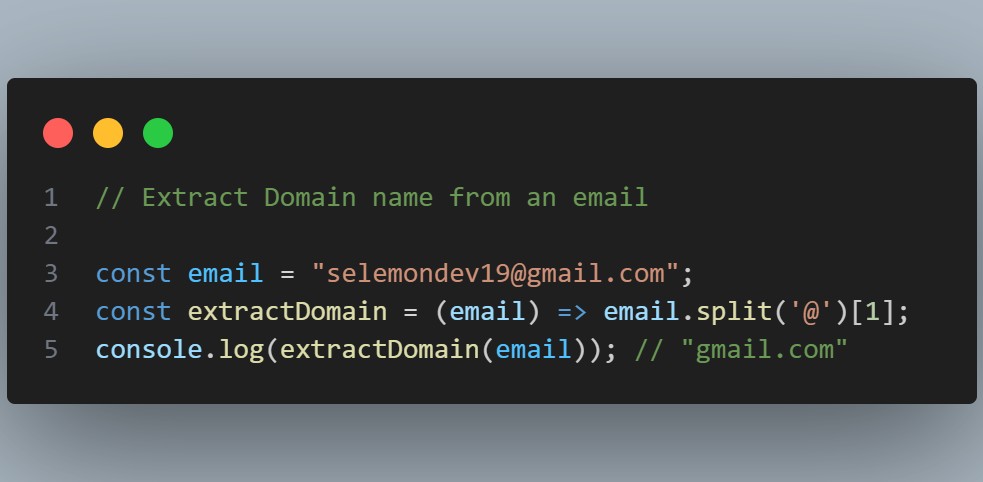 1 // Extract Domain name from an email
2
3 const email = "selemondev19@gmail.com";
4 const extractDomain = (email) => email.split('@')[1];
5 console.log(extractDomain(email)); // "gmail.com"